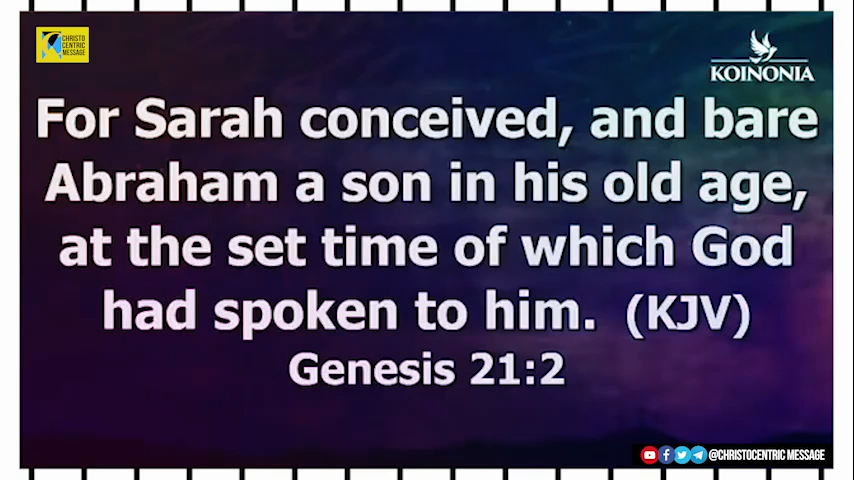 CHRISTO
CENTRIC
MESSAGE
KOINONIA
For Sarah conceived, and bare
Abraham a son in his old age,
at the set time of which God
had spoken to him. (KJV)
Genesis 21:2
@CHRISTOCENTRIC MESSAGE